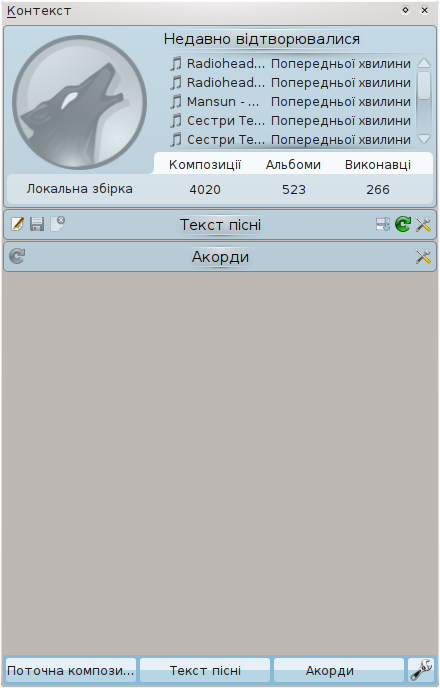 Контекст
Недавно відтворювалися
Radiohead... Попередньої хвилини
Radiohead... Попередньої хвилини
Mansun - ... Попередньої хвилини
Сестри Те... Попередньої хвилини
Сестри Те... Попередньої хвилини
Композиції Альбоми Виконавці
Локальна збірка 4020 523 266
Текст пісні
Акорди
Поточна компози... Текст пісні Акорди